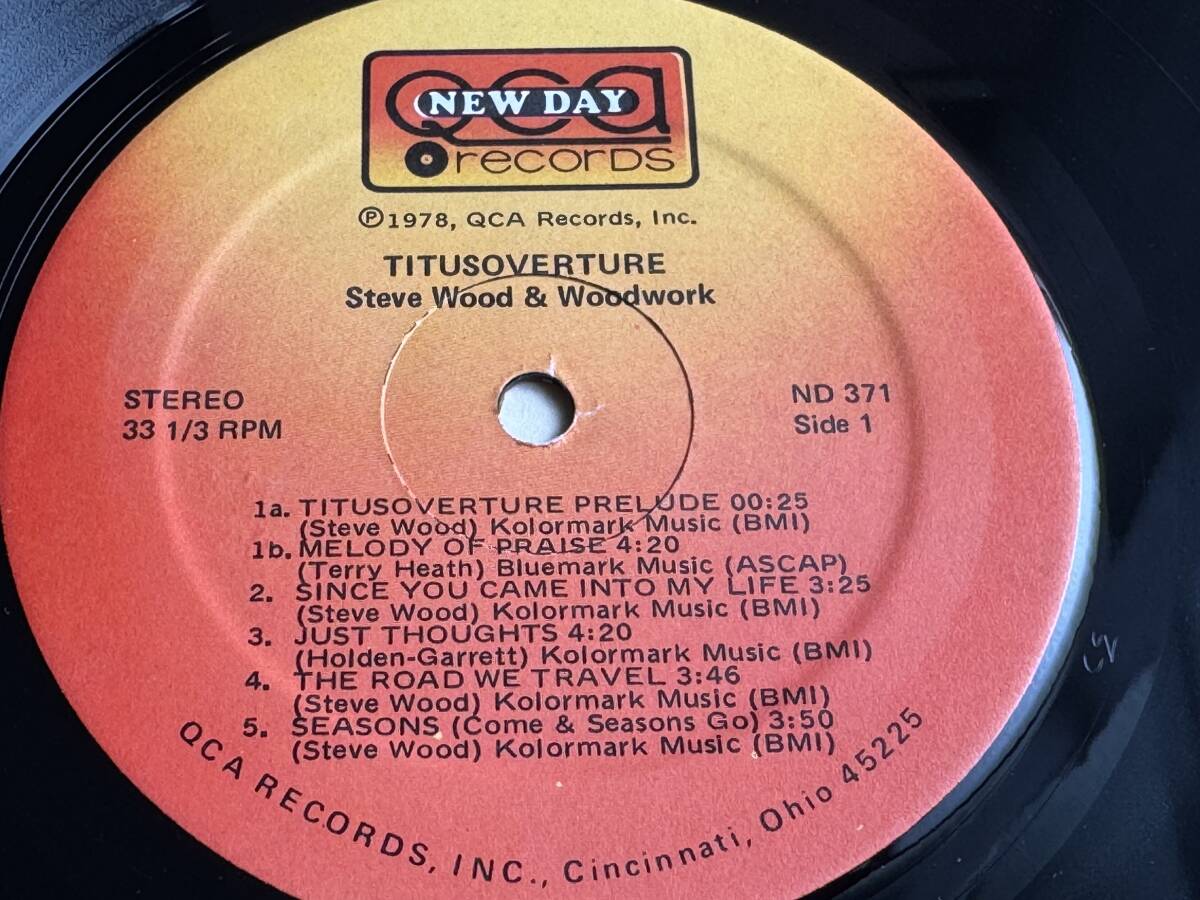 QCA
NEW DAY
records
℗1978, QCA Records, Inc.
TITUSOVERTURE
Steve Wood & Woodwork
STEREO
33 1/3 RPM
ND 371
Side 1
1a. TITUSOVERTURE PRELUDE 00:25
(Steve Wood) Kolormark Music (BMI)
1b. MELODY OF PRAISE 4:20
(Terry Heath) Bluemark Music (ASCAP)
2. SINCE YOU CAME INTO MY LIFE 3:25
(Steve Wood) Kolormark Music (BMI)
3. JUST THOUGHTS 4:20
(Holden-Garrett) Kolormark Music (BMI)
4. THE ROAD WE TRAVEL 3:46
(Steve Wood) Kolormark Music (BMI)
5. SEASONS (Come & Seasons Go) 3:50
(Steve Wood) Kolormark Music (BMI)
QCA RECORDS, INC., Cincinnati, Ohio 45225